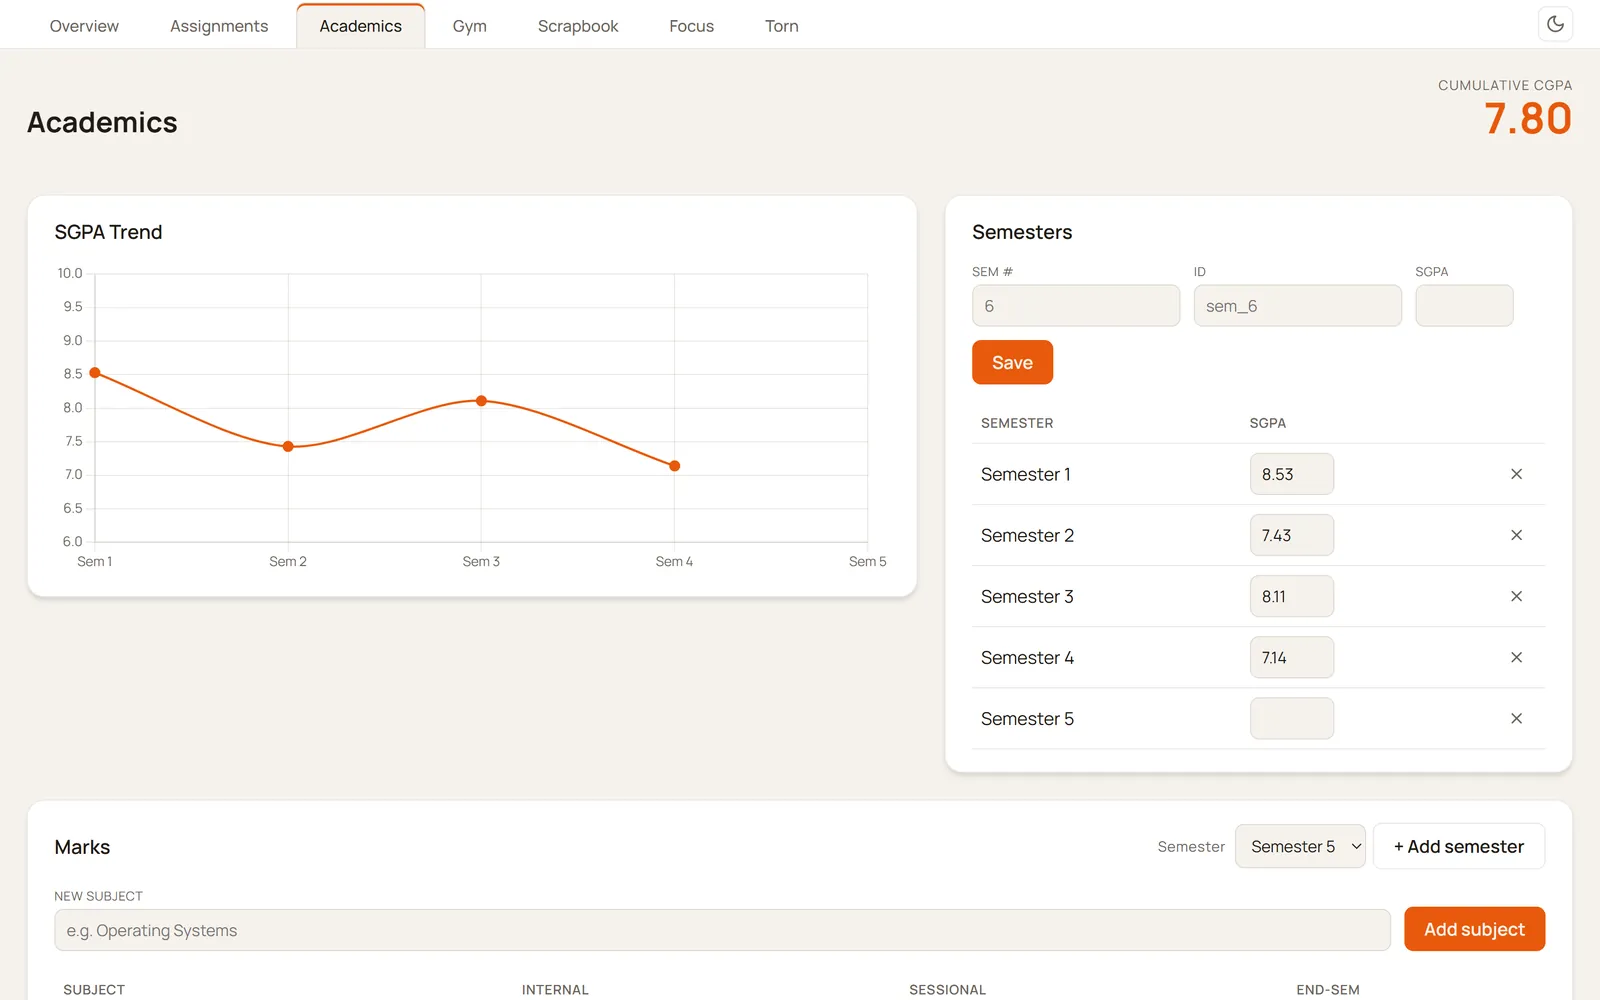 Overview Assignments Academics Gym Scrapbook Focus Torn
CUMULATIVE CGPA
Academics
7.80
SGPA Trend
10.0
9.5
9.0
8.5
8.0
7.5
7.0
6.5
6.0
Sem 1 Sem 2 Sem 3 Sem 4 Sem 5
Semesters
SEM # ID SGPA
6 sem_6
Save
SEMESTER SGPA
Semester 1 8.53
Semester 2 7.43
Semester 3 8.11
Semester 4 7.14
Semester 5
Marks
Semester Semester 5 + Add semester
NEW SUBJECT
e.g. Operating Systems Add subject
SUBJECT INTERNAL SESSIONAL END-SEM